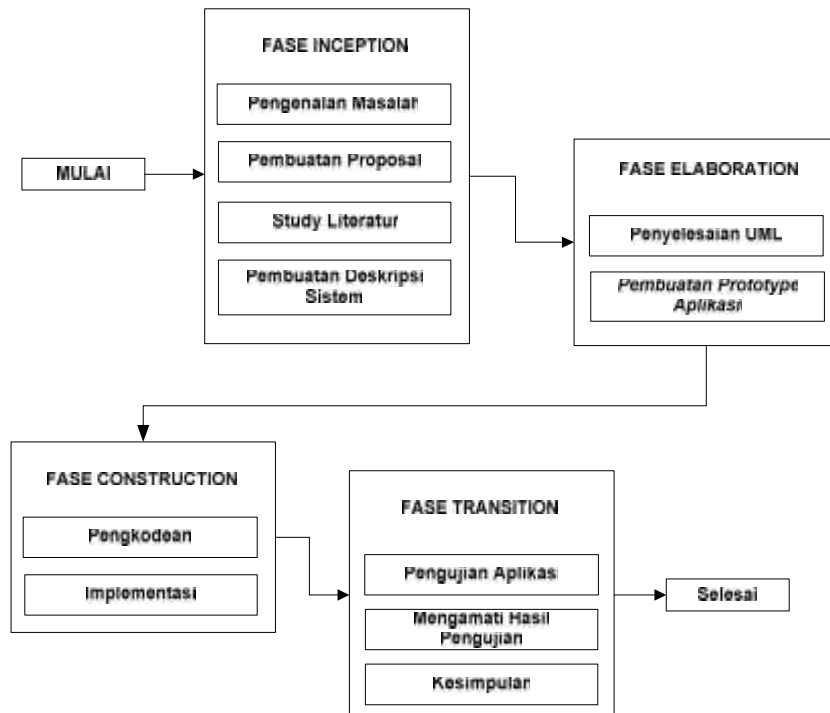 FASE INCEPTION
Pengenalan Masalah
Pembuatan Proposal
Study Literatur
Pembuatan Deskripsi
Sistem
MULAI
FASE ELABORATION
Penyelesaian UML
Pembuatan Prototype
Aplikasi
FASE CONSTRUCTION
Pengkodean
Implementasi
FASE TRANSITION
Pengujian Aplikasi
Mengamati Hasil
Pengujian
Kesimpulan
Selesai